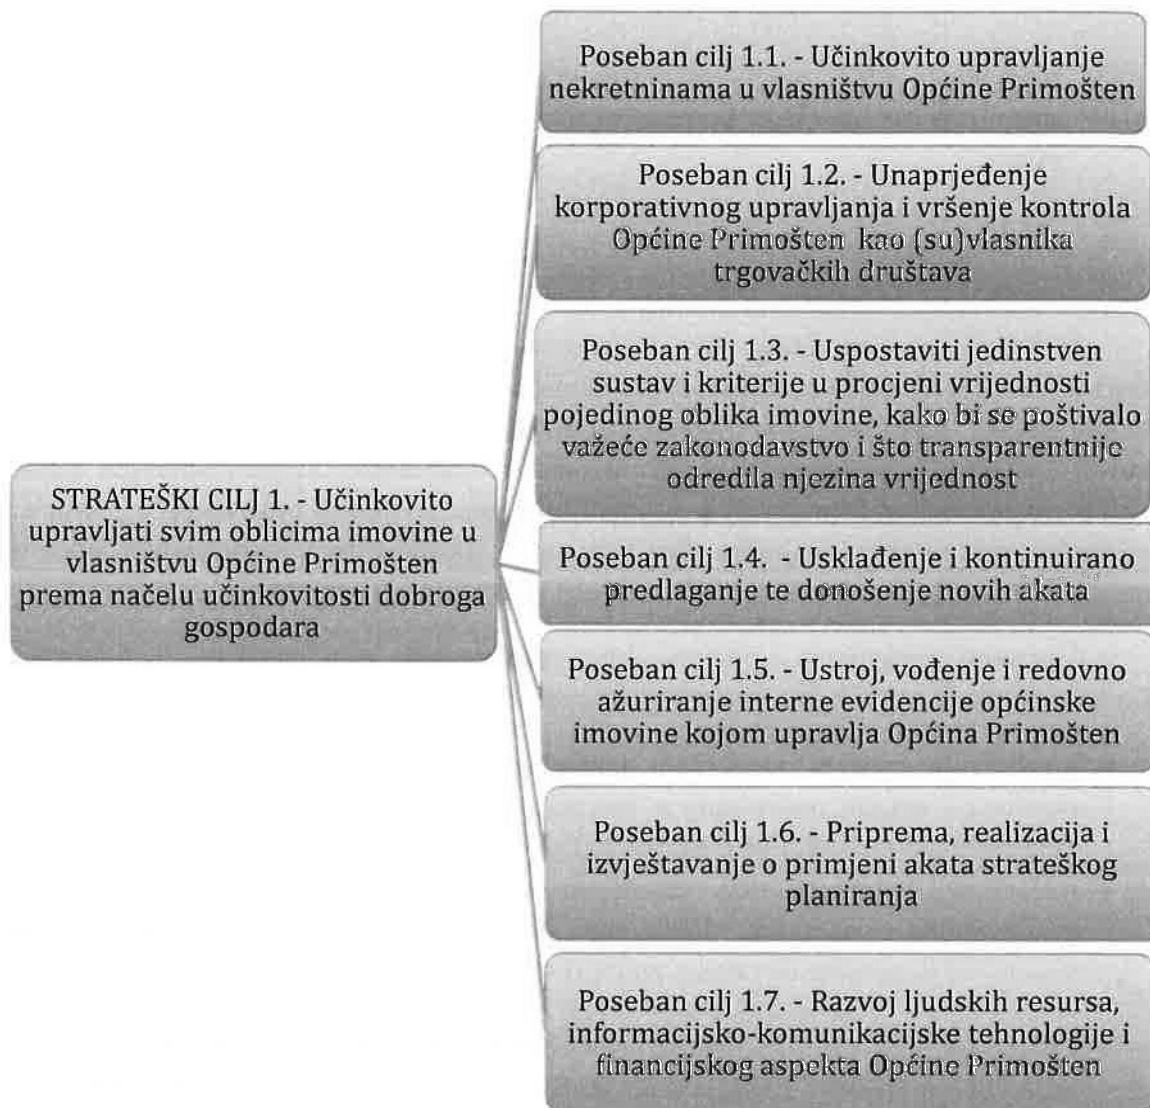 STRATEŠKI CILJ 1. - Učinkovito
upravljati svim oblicima imovine u
vlasništvu Općine Primošten
prema načelu učinkovitosti dobroga
gospodara
Poseban cilj 1.1. - Učinkovito upravljanje
nekretninama u vlasništvu Općine Primošten
Poseban cilj 1.2. - Unaprjeđenje
korporativnog upravljanja i vršenje kontrola
Općine Primošten kao (su)vlasnika
trgovačkih društava
Poseban cilj 1.3. - Uspostaviti jedinstven
sustav i kriterije u procjeni vrijednosti
pojedinog oblika imovine, kako bi se poštivalo
važeće zakonodavstvo i što transparentnije
odredila njezina vrijednost
Poseban cilj 1.4. - Usklađenje i kontinuirano
predlaganje te donošenje novih akata
Poseban cilj 1.5. - Ustroj, vođenje i redovno
ažuriranje interne evidencije općinske
imovine kojom upravlja Općina Primošten
Poseban cilj 1.6. - Priprema, realizacija i
izvještavanje o primjeni akata strateškog
planiranja
Poseban cilj 1.7. - Razvoj ljudskih resursa,
informacijsko-komunikacijske tehnologije i
financijskog aspekta Općine Primošten